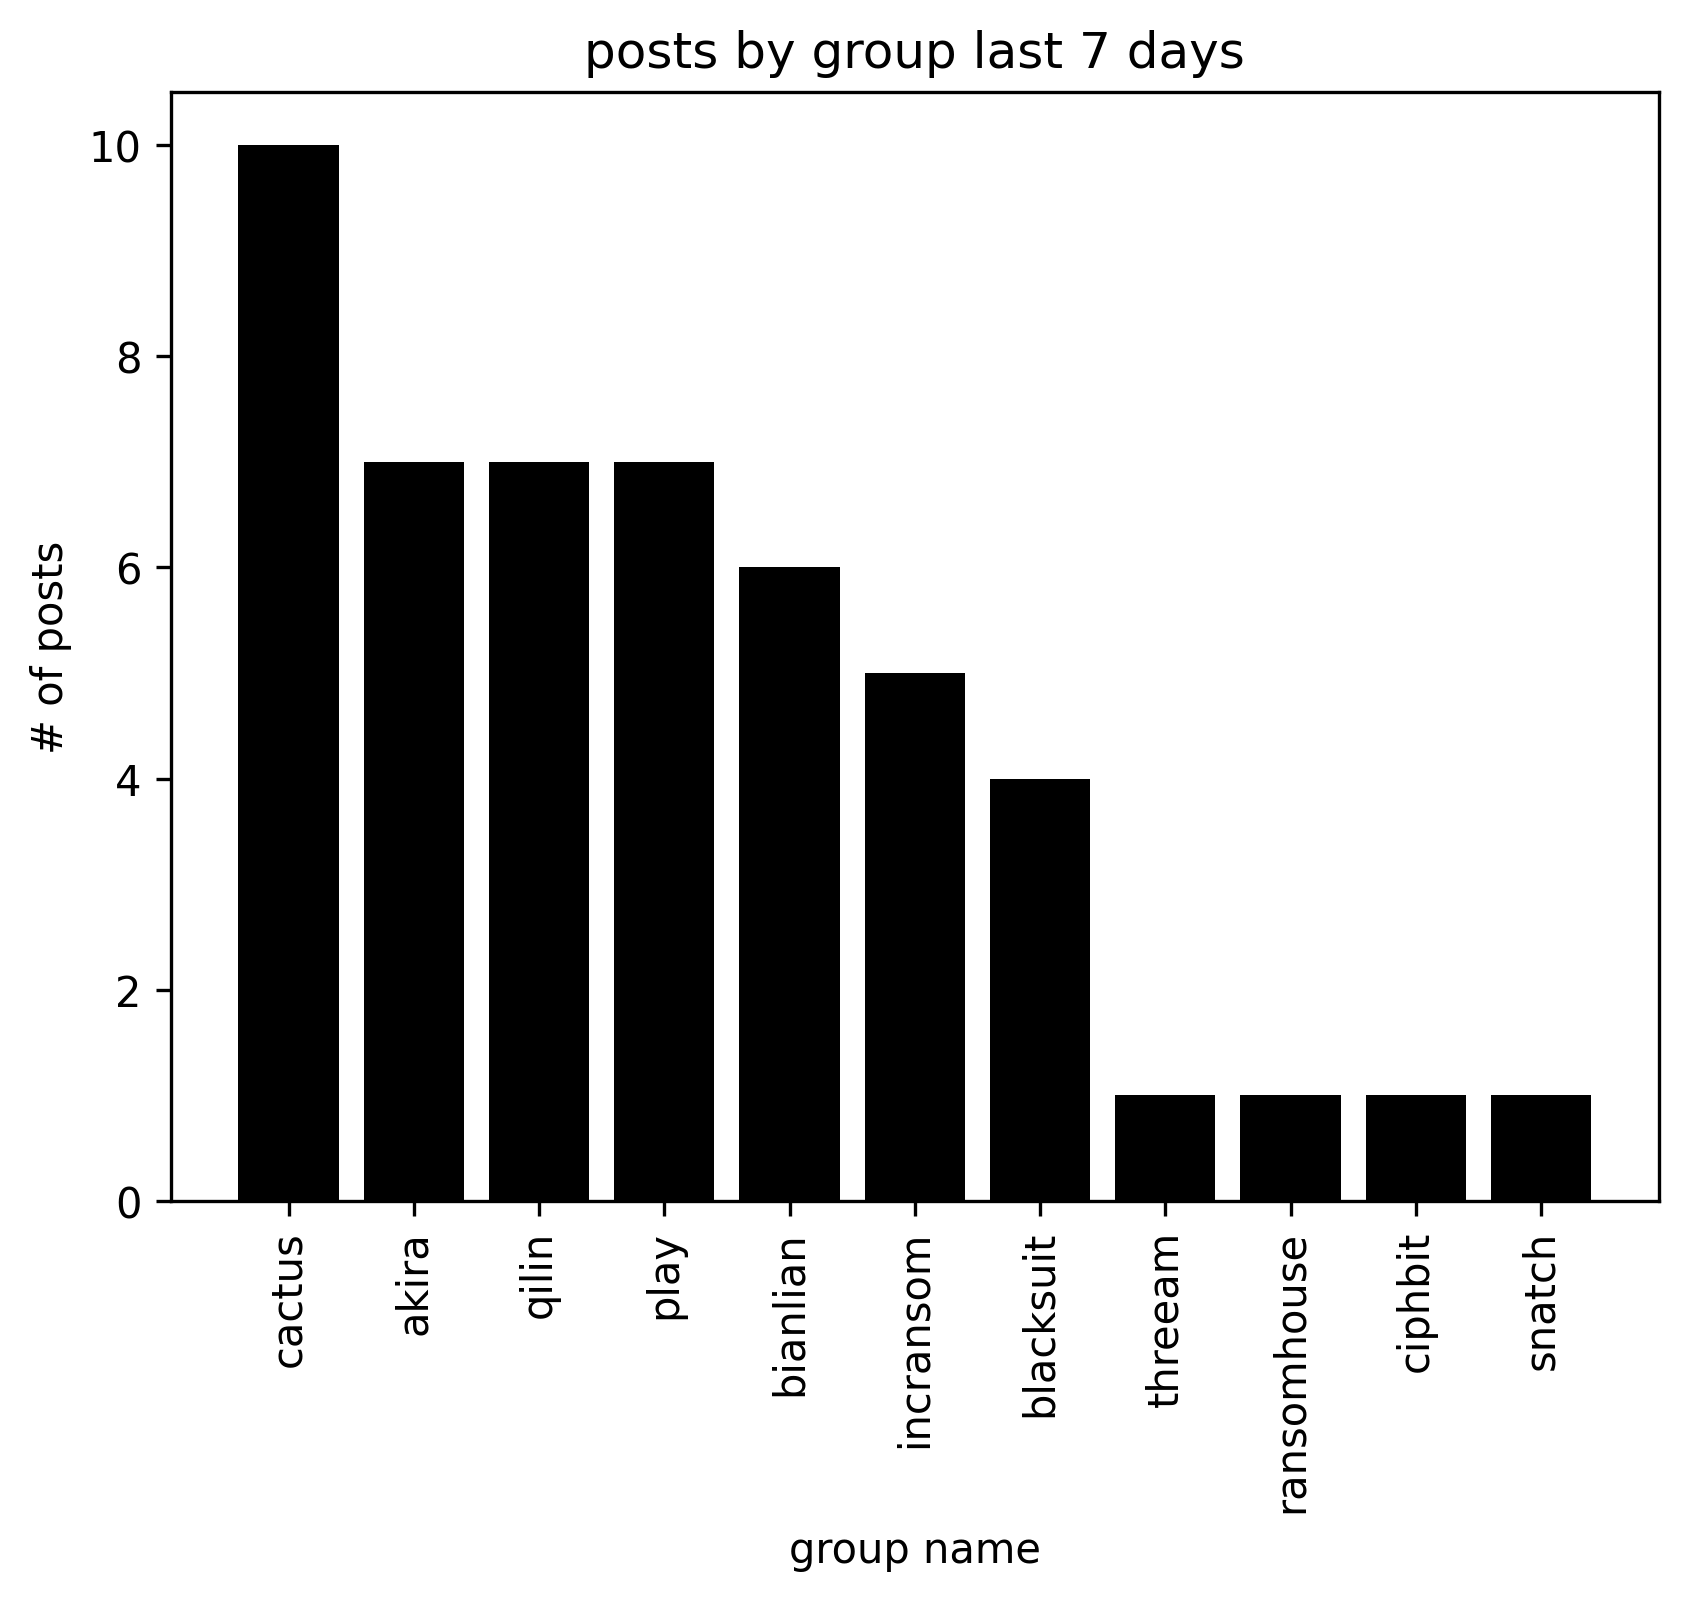 posts by group last 7 days
# of posts
10
8
6
4
2
0
cactus
akira
qilin
play
bianlian
incransom
blacksuit
threeam
ransomhouse
ciphbit
snatch
group name